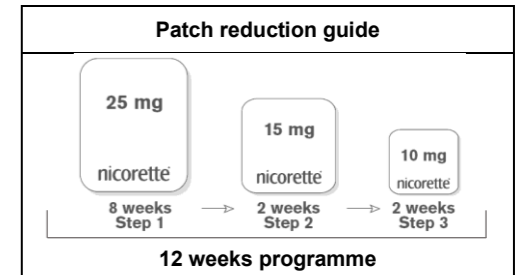 Patch reduction guide
25 mg
nicorette
8 weeks
Step 1
15 mg
nicorette
2 weeks
Step 2
10 mg
nicorette
2 weeks
Step 3
12 weeks programme